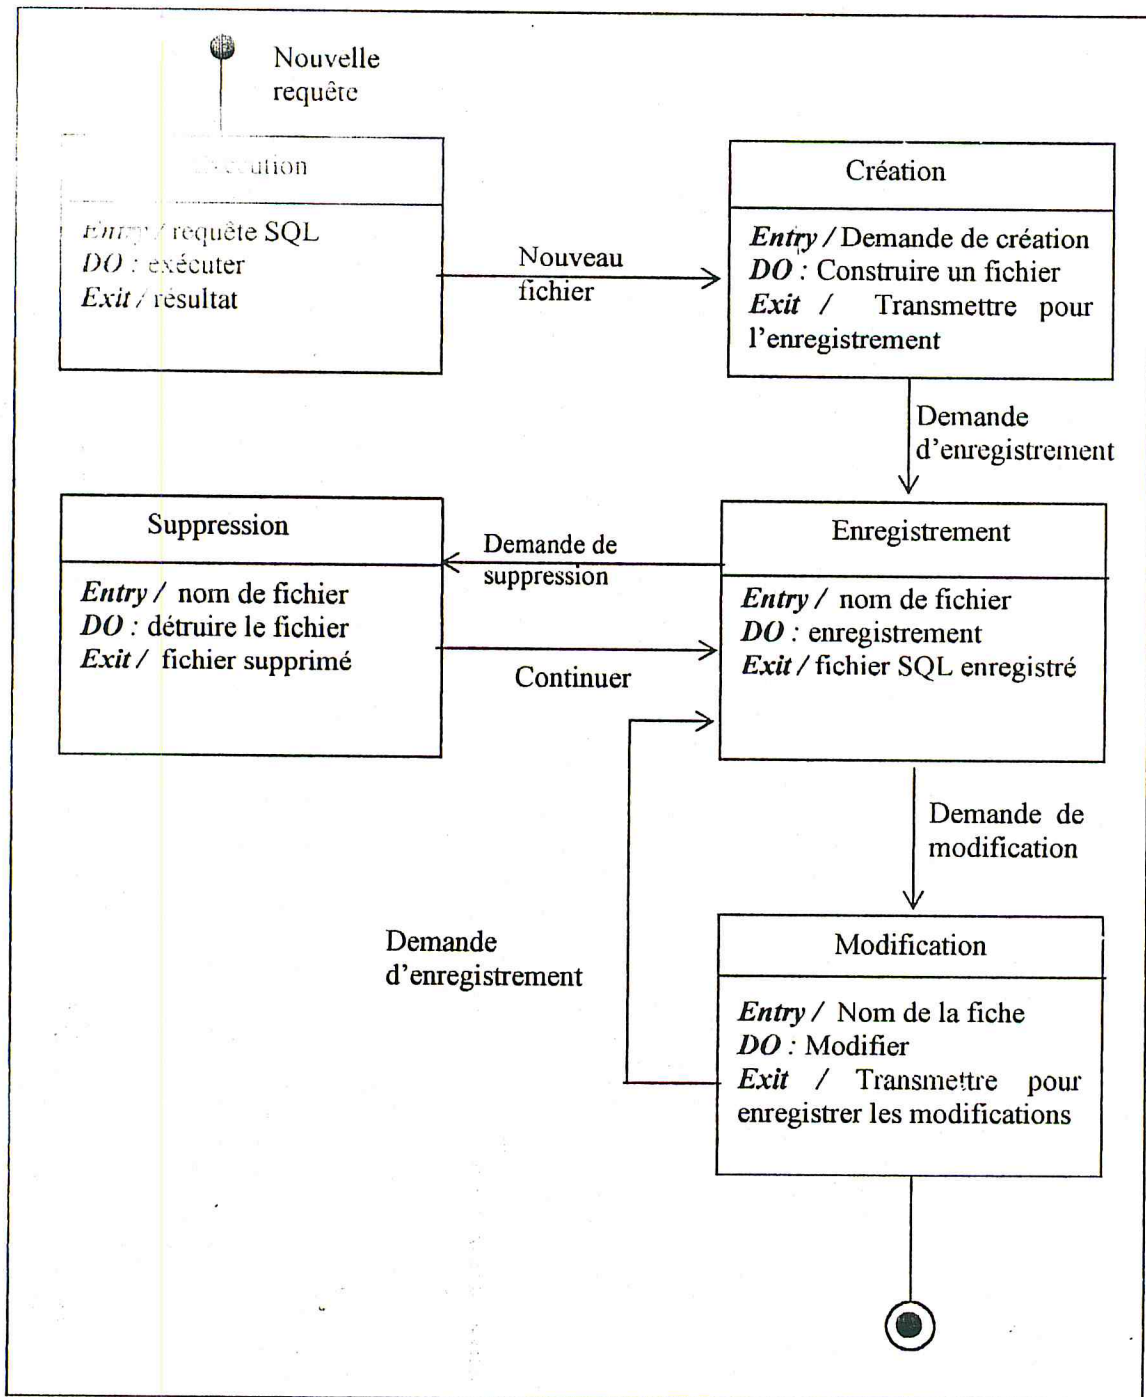 Nouvelle
requête
Exécution
Entry / requête SQL
DO : exécuter
Exit / résultat
Nouveau
fichier
Création
Entry / Demande de création
DO : Construire un fichier
Exit / Transmettre pour
l'enregistrement
Demande
d'enregistrement
Suppression
Entry / nom de fichier
DO : détruire le fichier
Exit / fichier supprimé
Demande de
suppression
Continuer
Enregistrement
Entry / nom de fichier
DO : enregistrement
Exit / fichier SQL enregistré
Demande de
modification
Demande
d'enregistrement
Modification
Entry / Nom de la fiche
DO : Modifier
Exit / Transmettre pour
enregistrer les modifications